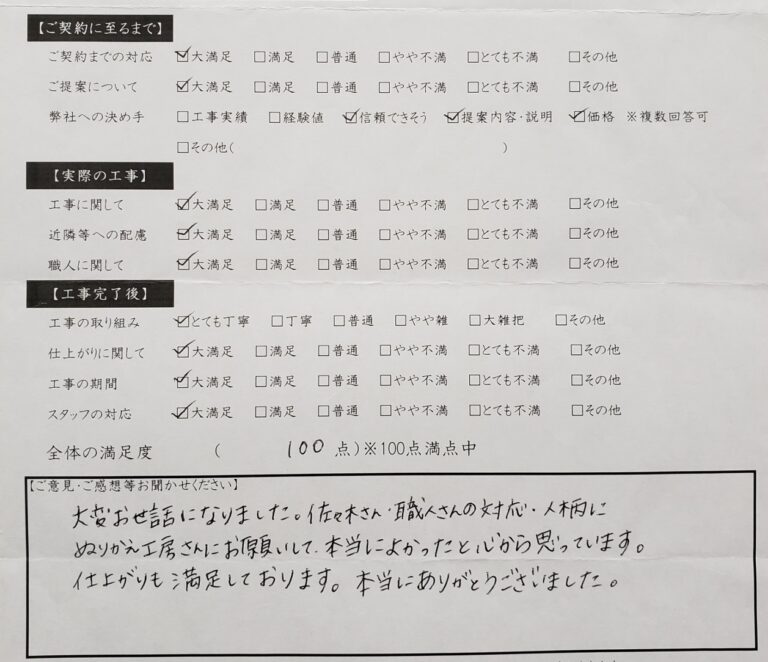 【ご契約に至るまで】
ご契約までの対応 ☑大満足 □満足 □普通 □やや不満 □とても不満 □その他
ご提案について ☑大満足 □満足 □普通 □やや不満 □とても不満 □その他
弊社への決め手 □工事実績 □経験値 ☑信頼できそう ☑提案内容・説明 ☑価格 ※複数回答可
□その他( )
【実際の工事】
工事に関して ☑大満足 □満足 □普通 □やや不満 □とても不満 □その他
近隣等への配慮 ☑大満足 □満足 □普通 □やや不満 □とても不満 □その他
職人に関して ☑大満足 □満足 □普通 □やや不満 □とても不満 □その他
【工事完了後】
工事の取り組み ☑とても丁寧 □丁寧 □普通 □やや雑 □大雑把 □その他
仕上がりに関して ☑大満足 □満足 □普通 □やや不満 □とても不満 □その他
工事の期間 ☑大満足 □満足 □普通 □やや不満 □とても不満 □その他
スタッフの対応 ☑大満足 □満足 □普通 □やや不満 □とても不満 □その他
全体の満足度 ( 100 点)※100点満点中
【ご意見・ご感想等お聞かせください】
大変お世話になりました。佐々木さん・職人さんの対応・人柄に
ぬりかえ工房さんにお願いして、本当によかったと心から思っています。
仕上がりも満足しております。本当にありがとうございました。